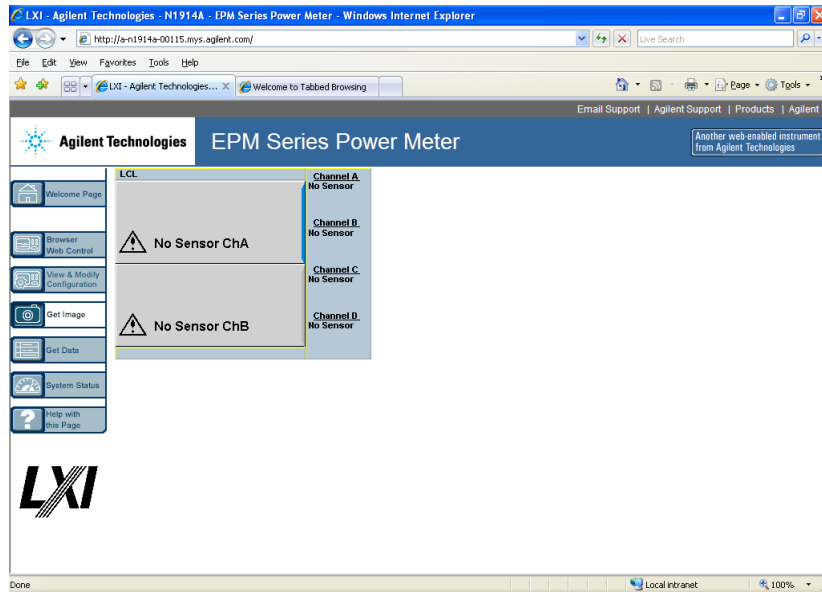 LXI - Agilent Technologies - N1914A - EPM Series Power Meter - Windows Internet Explorer
http://a-n1914a-00115.mys.agilent.com/
Live Search
File Edit View Favorites Tools Help
LXI - Agilent Technologies... X
Welcome to Tabbed Browsing
Page
Tools
Email Support | Agilent Support | Products | Agilent
Agilent Technologies
EPM Series Power Meter
Another web-enabled instrument
from Agilent Technologies
Welcome Page
Browser
Web Control
View & Modify
Configuration
Get Image
Get Data
System Status
Help with
this Page
LXI
LCL
No Sensor ChA
No Sensor ChB
Channel A
No Sensor
Channel B
No Sensor
Channel C
No Sensor
Channel D
No Sensor
Done
Local intranet
100%